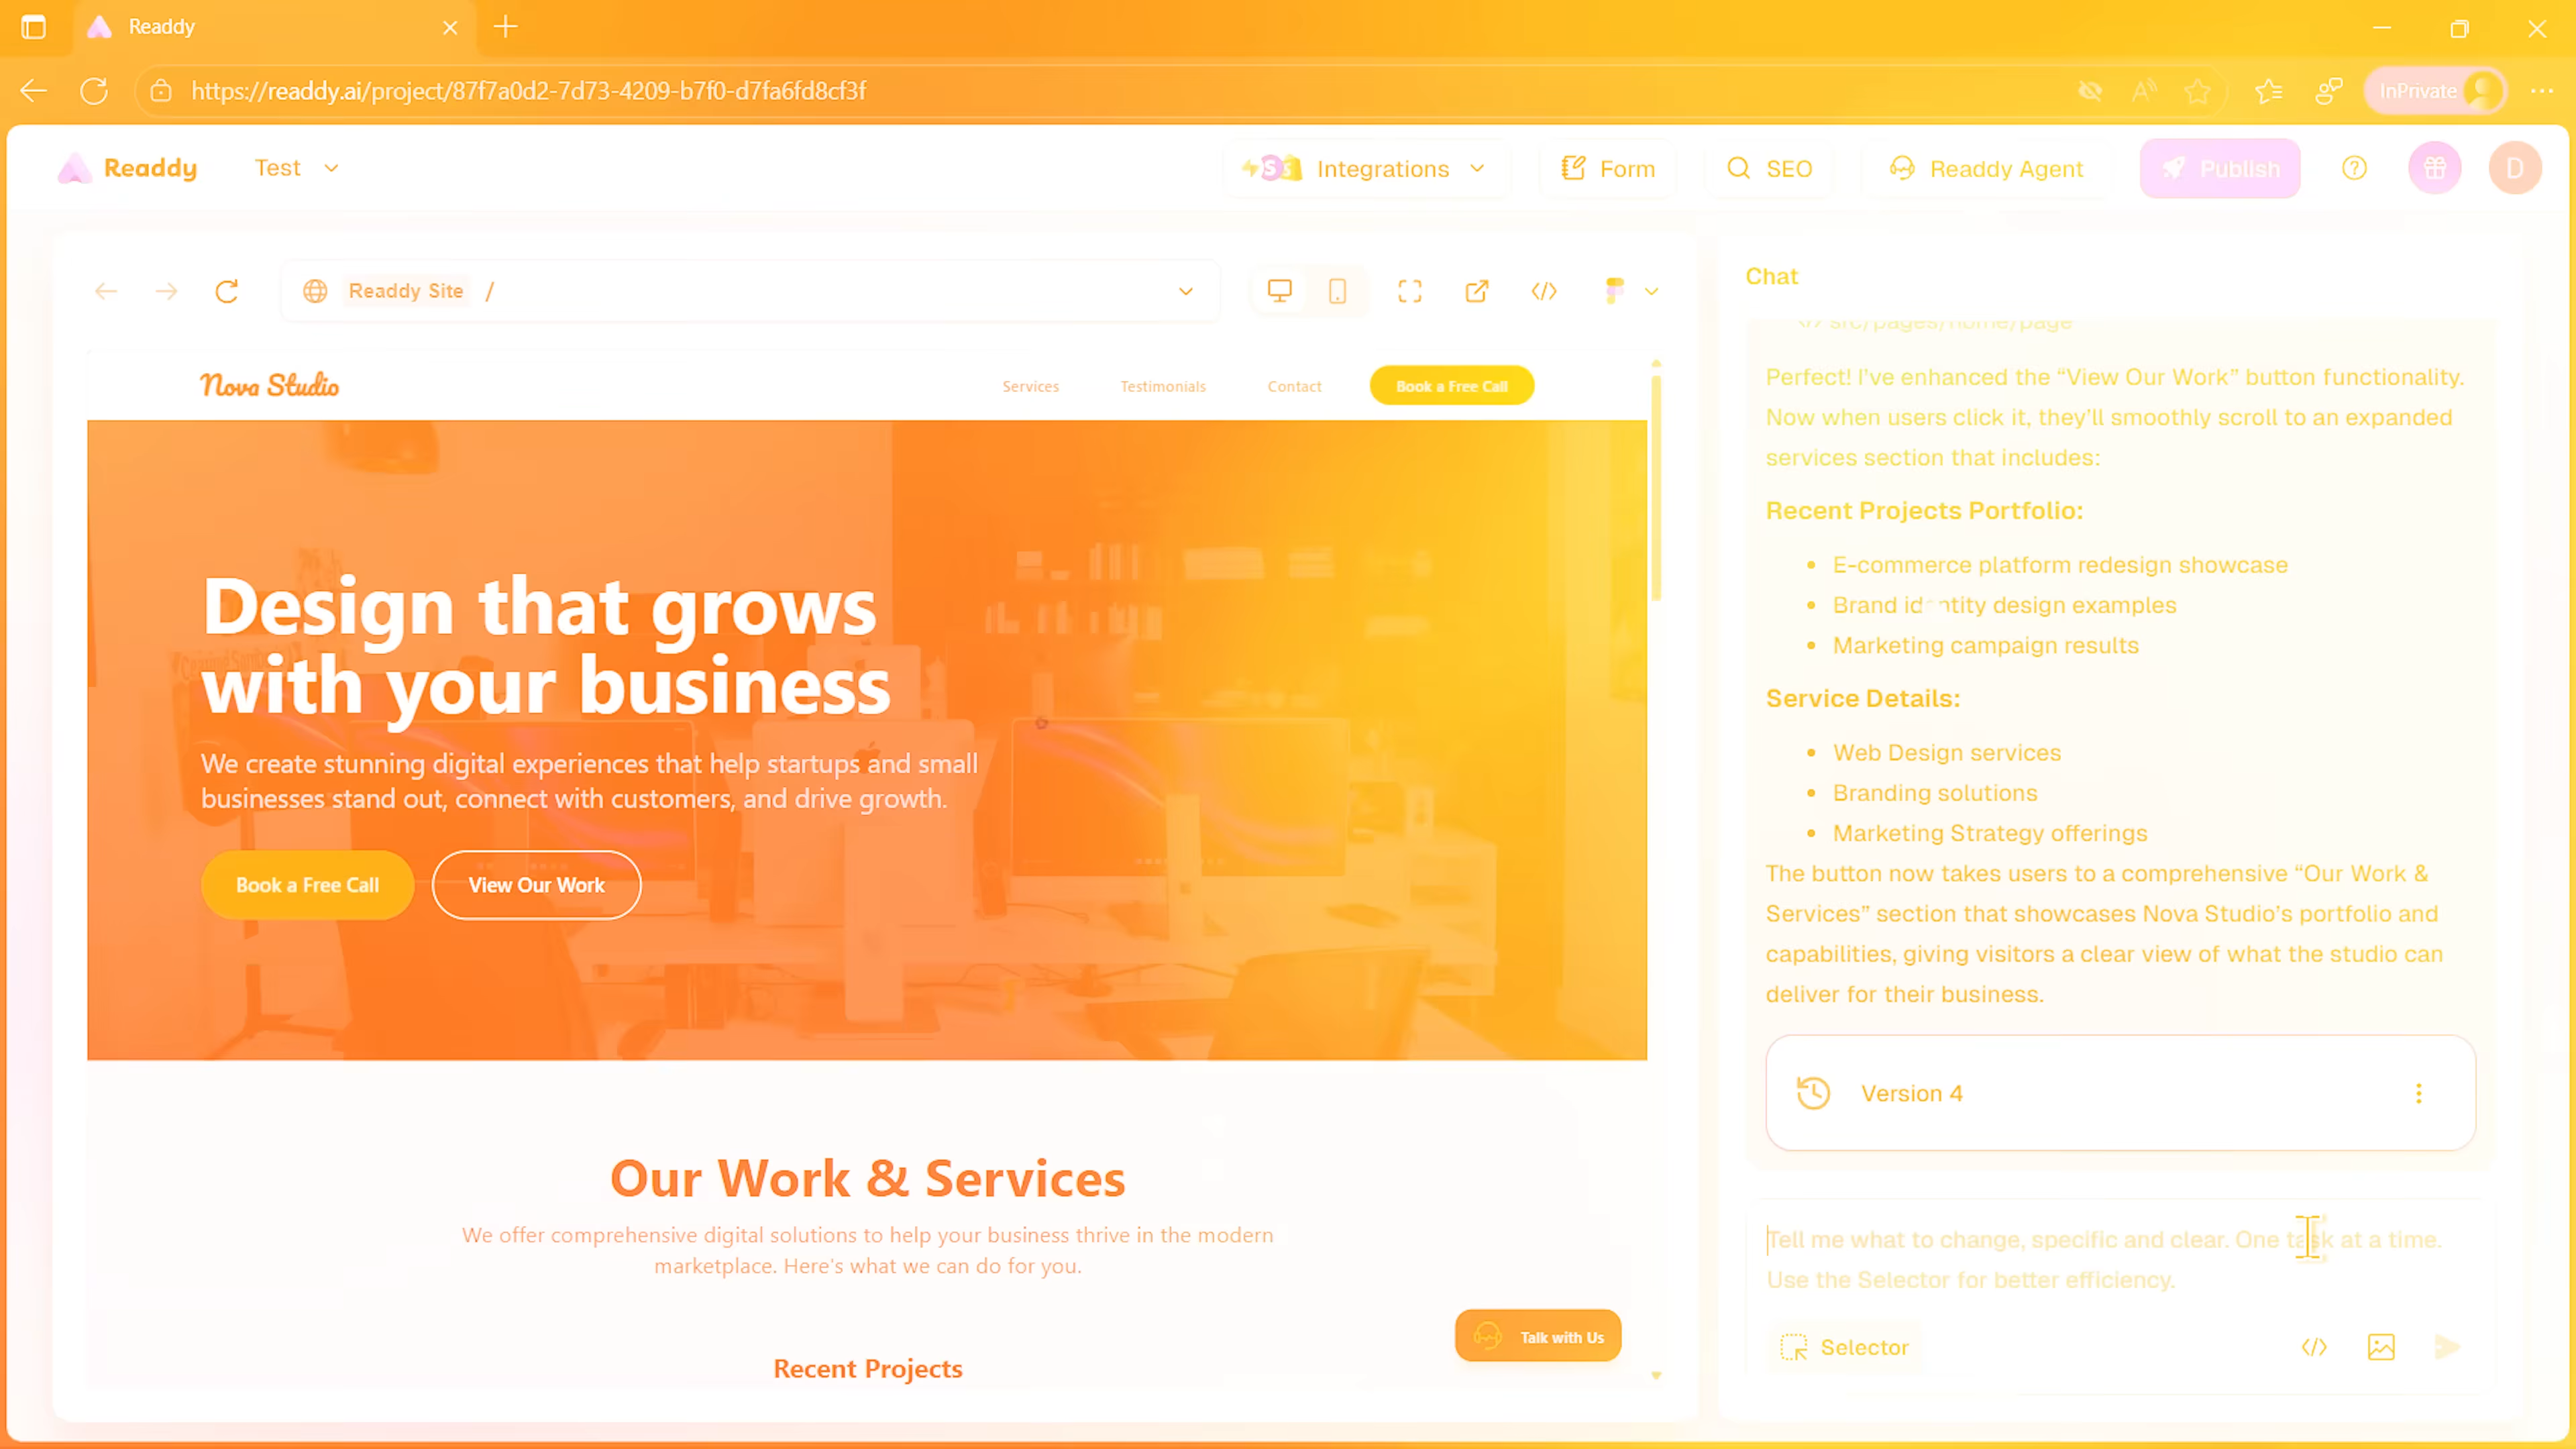 Readdy
https://readdy.ai/project/87f7a0d2-7d73-4209-b7f0-d7fa6fd8cf3f
InPrivate
Readdy
Test
Integrations
Form
SEO
Readdy Agent
Publish
D
Readdy Site /
Nova Studio
Services
Testimonials
Contact
Book a Free Call
Design that grows
with your business
We create stunning digital experiences that help startups and small
businesses stand out, connect with customers, and drive growth.
Book a Free Call
View Our Work
Our Work & Services
We offer comprehensive digital solutions to help your business thrive in the modern
marketplace. Here's what we can do for you.
Talk with Us
Recent Projects
Chat
src/pages/home/page
Perfect! I've enhanced the “View Our Work” button functionality.
Now when users click it, they'll smoothly scroll to an expanded
services section that includes:
Recent Projects Portfolio:
• E-commerce platform redesign showcase
• Brand identity design examples
• Marketing campaign results
Service Details:
• Web Design services
• Branding solutions
• Marketing Strategy offerings
The button now takes users to a comprehensive “Our Work &
Services” section that showcases Nova Studio's portfolio and
capabilities, giving visitors a clear view of what the studio can
deliver for their business.
Version 4
Tell me what to change, specific and clear. One task at a time.
Use the Selector for better efficiency.
Selector